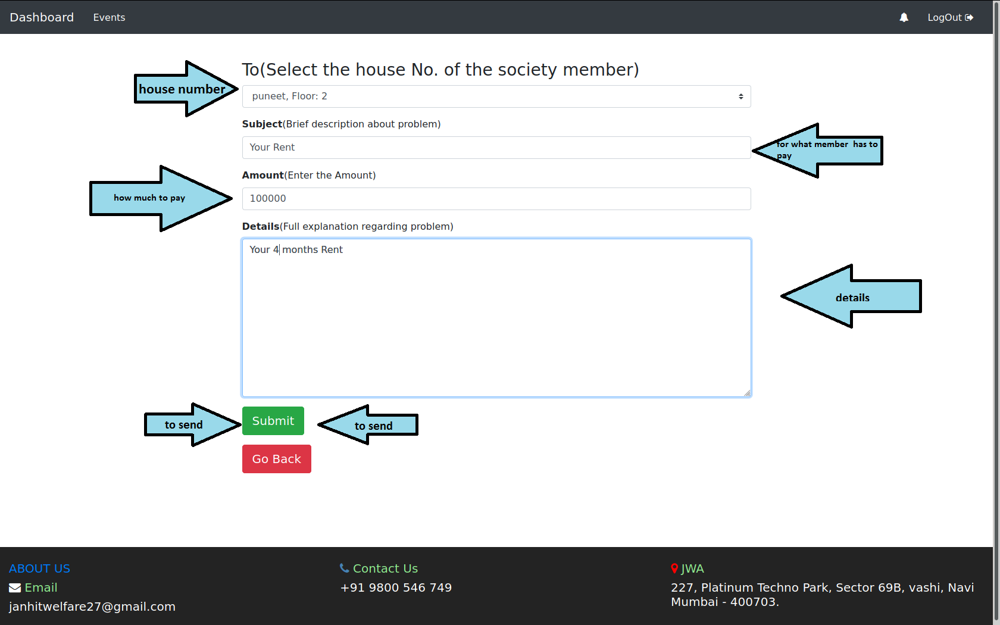 Dashboard Events LogOut
To(Select the house No. of the society member)
house number
puneet, Floor: 2
Subject(Brief description about problem)
Your Rent
for what member has to
pay
Amount(Enter the Amount)
how much to pay
100000
Details(Full explanation regarding problem)
Your 4 months Rent
details
to send
Submit
to send
Go Back
ABOUT US
Email
janhitwelfare27@gmail.com
Contact Us
+91 9800 546 749
JWA
227, Platinum Techno Park, Sector 69B, vashi, Navi
Mumbai - 400703.